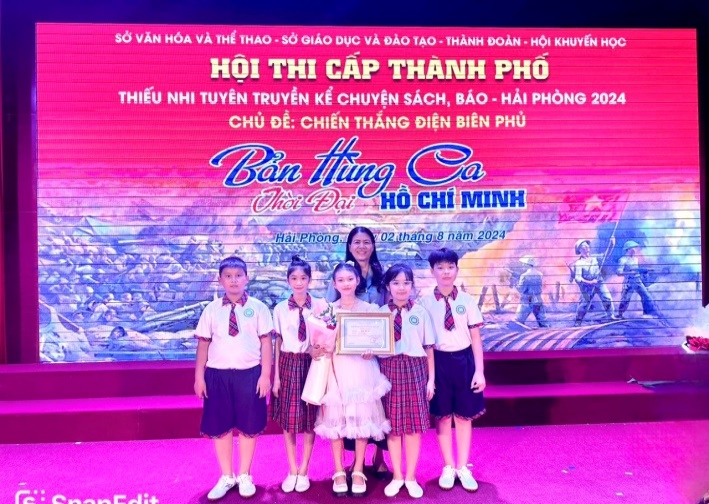 SỞ VĂN HÓA VÀ THỂ THAO - SỞ GIÁO DỤC VÀ ĐÀO TẠO - THÀNH ĐOÀN - HỘI KHUYẾN HỌC
HỘI THI CẤP THÀNH PHỐ
THIẾU NHI TUYÊN TRUYỀN KỂ CHUYỆN SÁCH, BÁO - HẢI PHÒNG 2024
CHỦ ĐỀ: CHIẾN THẮNG ĐIỆN BIÊN PHỦ
Bản Hùng Ca
Thời Đại HỒ CHÍ MINH
Hải Phòng, 02 tháng 8 năm 2024
SnapEdit